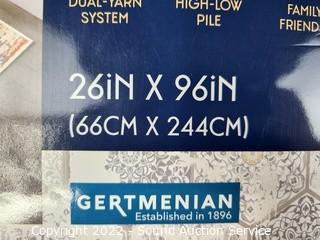 DUAL-YARN HIGH-LOW FAMILY
SYSTEM PILE FRIEND
26iN X 96iN
(66CM X 244CM)
GERTMENIAN
Established in 1896
Copyright 2022 - Sound Auction Service